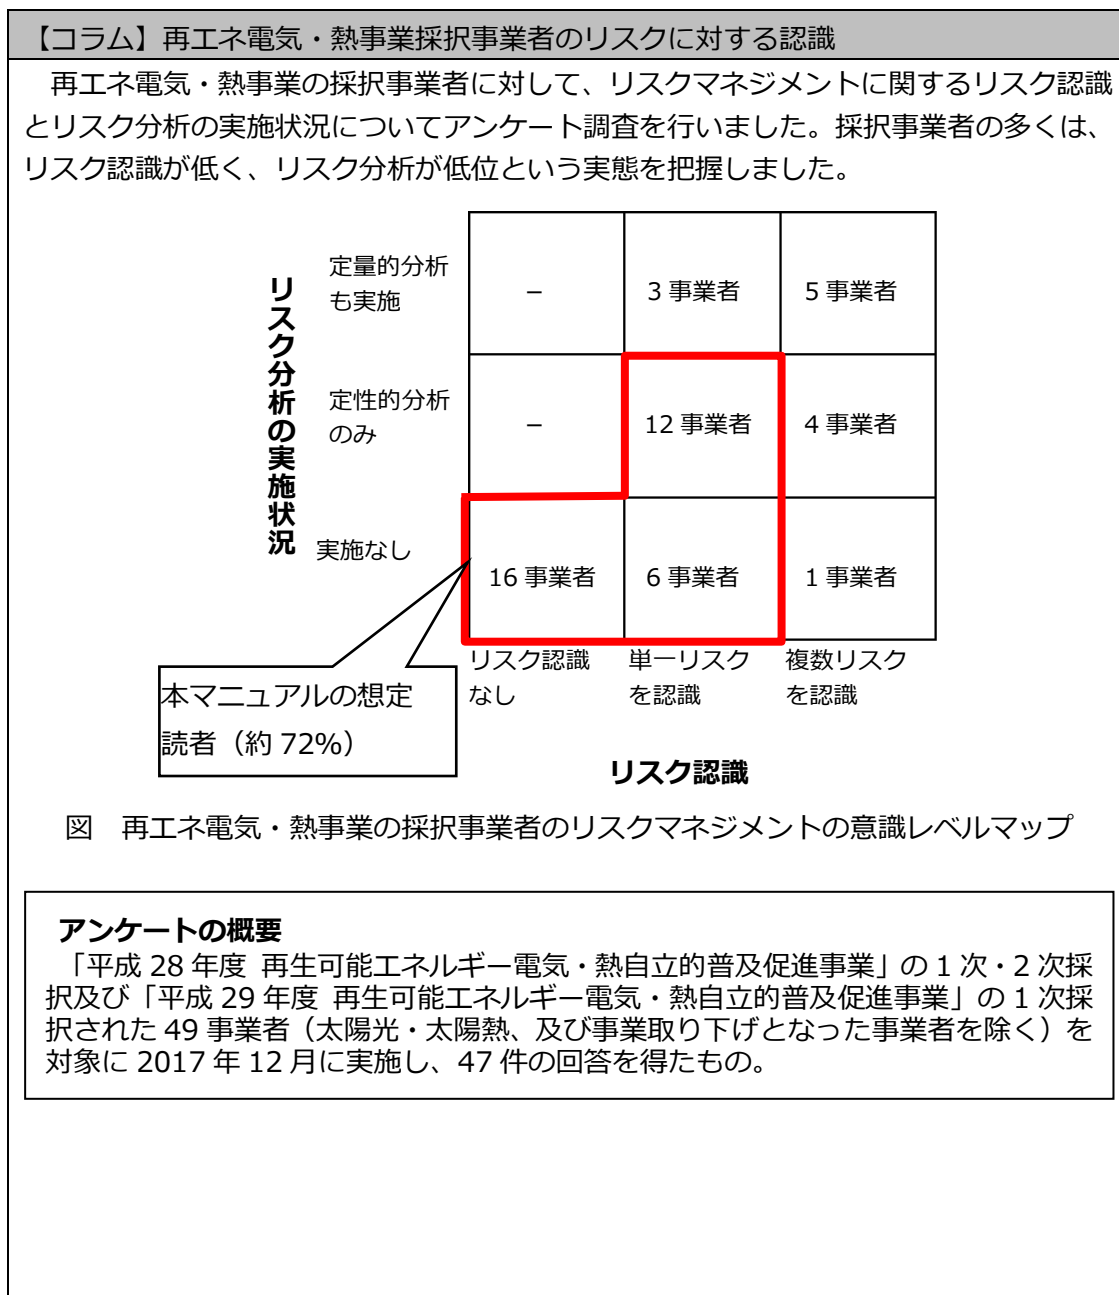 【コラム】再エネ電気・熱事業採択事業者のリスクに対する認識
再エネ電気・熱事業の採択事業者に対して、リスクマネジメントに関するリスク認識
とリスク分析の実施状況についてアンケート調査を行いました。採択事業者の多くは、
リスク認識が低く、リスク分析が低位という実態を把握しました。
リスク分析の実施状況
定量的分析
も実施
－
3 事業者
5 事業者
定性的分析
のみ
－
12 事業者
4 事業者
実施なし
16 事業者
6 事業者
1 事業者
リスク認識
なし
単一リスク
を認識
複数リスク
を認識
本マニュアルの想定
読者（約 72%）
リスク認識
図　再エネ電気・熱事業の採択事業者のリスクマネジメントの意識レベルマップ
アンケートの概要
「平成 28 年度 再生可能エネルギー電気・熱自立的普及促進事業」の 1 次・2 次採
択及び「平成 29 年度 再生可能エネルギー電気・熱自立的普及促進事業」の 1 次採
択された 49 事業者（太陽光・太陽熱、及び事業取り下げとなった事業者を除く）を
対象に 2017 年 12 月に実施し、47 件の回答を得たもの。